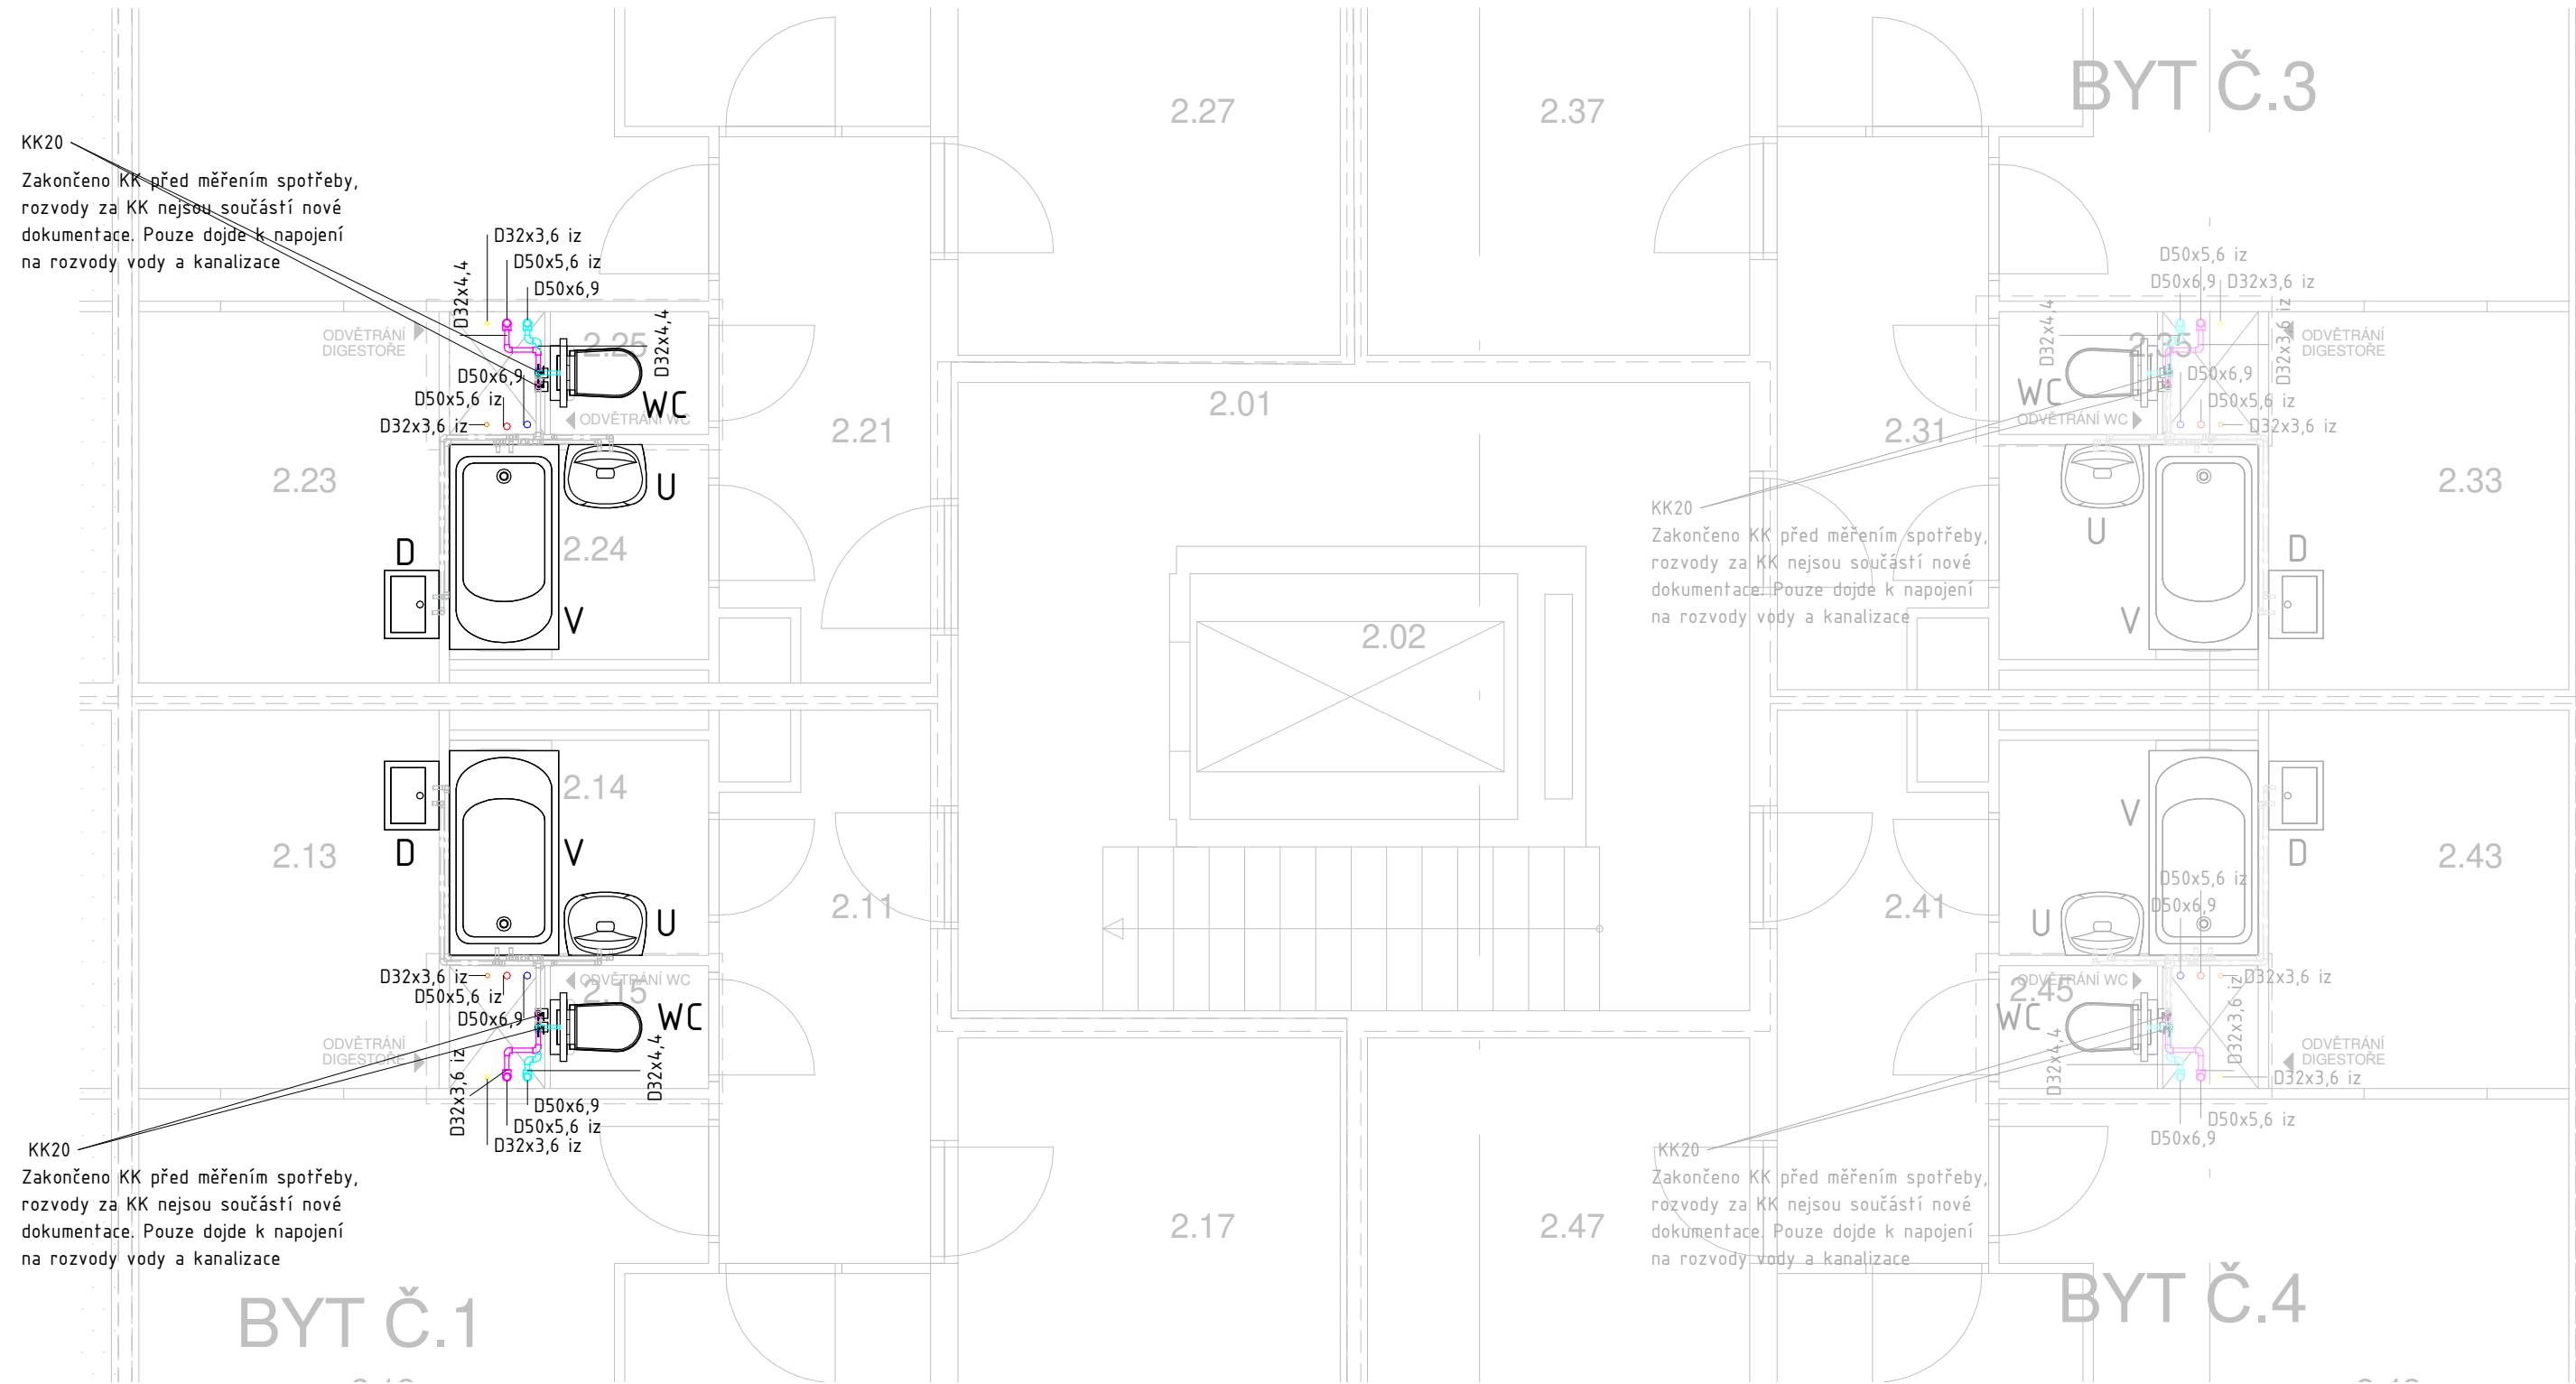 BYT Č.3
2.27
2.37
KK20
Zakončeno KK před měřením spotřeby,
rozvody za KK nejsou součástí nové
dokumentace. Pouze dojde k napojení
na rozvody vody a kanalizace
D32x3,6 iz
D50x5,6 iz
D50x6,9
D32x4,4
D32x4,4
ODVĚTRÁNÍ
DIGESTOŘE
2.25
D50x6,9
D50x5,6 iz
D32x3,6 iz
WC
ODVĚTRÁNÍ WC
2.21
2.23
U
2.24
D
V
2.01
2.02
D50x5,6 iz
D50x6,9
D32x3,6 iz
D32x4,4
D32x3,6 iz
2.35
ODVĚTRÁNÍ
DIGESTOŘE
D50x6,9
D50x5,6 iz
D32x3,6 iz
WC
ODVĚTRÁNÍ WC
2.31
2.33
KK20
Zakončeno KK před měřením spotřeby,
rozvody za KK nejsou součástí nové
dokumentace. Pouze dojde k napojení
na rozvody vody a kanalizace
U
D
V
2.14
2.13
D
V
U
2.11
D32x3,6 iz
D50x5,6 iz
D50x6,9
ODVĚTRÁNÍ WC
2.15
WC
ODVĚTRÁNÍ
DIGESTOŘE
D32x3,6 iz
D32x4,4
D50x6,9
D50x5,6 iz
D32x3,6 iz
KK20
Zakončeno KK před měřením spotřeby,
rozvody za KK nejsou součástí nové
dokumentace. Pouze dojde k napojení
na rozvody vody a kanalizace
BYT Č.1
2.17
2.47
V
D
2.43
2.41
U
D50x5,6 iz
D50x6,9
ODVĚTRÁNÍ WC
2.45
WC
D32x3,6 iz
D32x3,6 iz
D32x4,4
ODVĚTRÁNÍ
DIGESTOŘE
D32x3,6 iz
D50x5,6 iz
D50x6,9
KK20
Zakončeno KK před měřením spotřeby,
rozvody za KK nejsou součástí nové
dokumentace. Pouze dojde k napojení
na rozvody vody a kanalizace
BYT Č.4